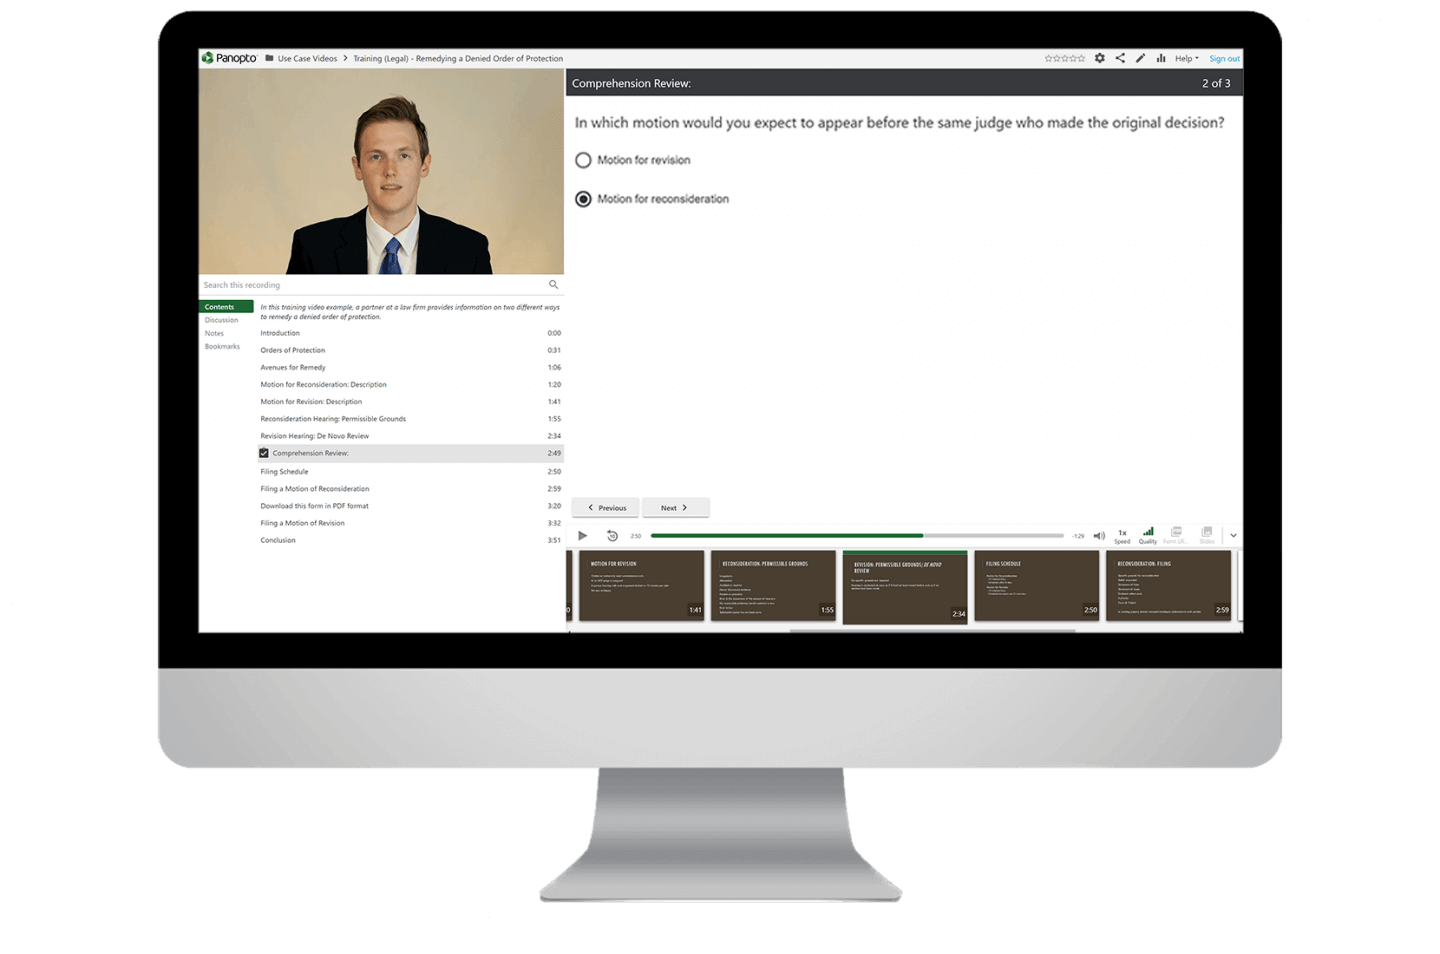 Panopto Use Case Videos > Training (Legal) - Remedying a Denied Order of Protection Help Sign out
Comprehension Review: 2 of 3
In which motion would you expect to appear before the same judge who made the original decision?
Motion for revision
Motion for reconsideration
Previous Next
Search this recording
Contents
Discussion
Notes
Bookmarks
In this training video example, a partner at a law firm provides information on two different ways
to remedy a denied order of protection.
Introduction 0:00
Orders of Protection 0:31
Avenues for Remedy 1:06
Motion for Reconsideration: Description 1:20
Motion for Revision: Description 1:41
Reconsideration Hearing: Permissible Grounds 1:55
Revision Hearing: De Novo Review 2:34
Comprehension Review: 2:49
Filing Schedule 2:50
Filing a Motion of Reconsideration 2:59
Download this form in PDF format 3:20
Filing a Motion of Revision 3:32
Conclusion 3:51
10 2:50 -1:29 1x
Speed Quality Slides
MOTION FOR REVISION
1:41
RECONSIDERATION: PERMISSIBLE GROUNDS
1:55
REVISION: PERMISSIBLE GROUNDS/ DE NOVO
REVIEW
2:34
FILING SCHEDULE
2:50
RECONSIDERATION: FILING
2:59